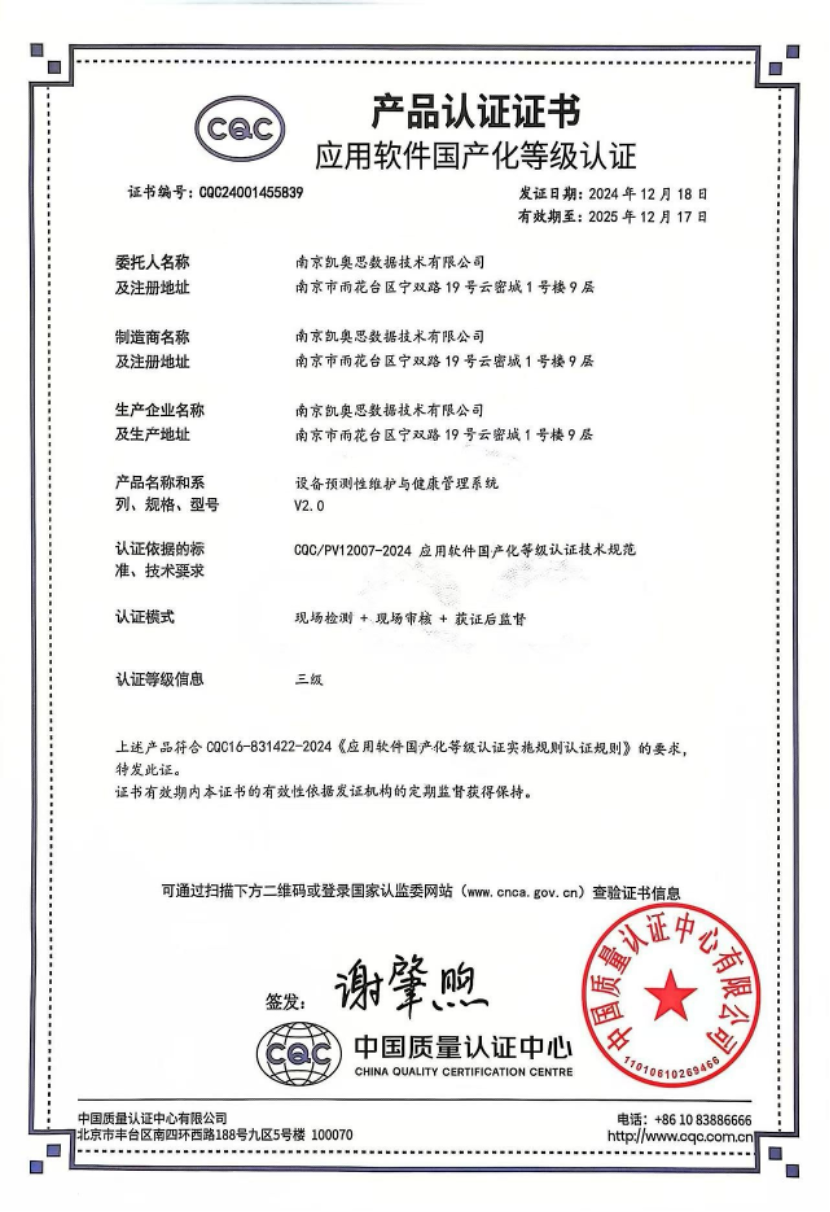 CQC
产品认证证书
应用软件国产化等级认证
证书编号：CQC24001455839
发证日期：2024 年 12 月 18 日
有效期至：2025 年 12 月 17 日
委托人名称 南京凯奥思数据技术有限公司
及注册地址 南京市雨花台区宁双路 19 号云密城 1 号楼 9 层
制造商名称 南京凯奥思数据技术有限公司
及注册地址 南京市雨花台区宁双路 19 号云密城 1 号楼 9 层
生产企业名称 南京凯奥思数据技术有限公司
及生产地址 南京市雨花台区宁双路 19 号云密城 1 号楼 9 层
产品名称和系 设备预测性维护与健康管理系统
列、规格、型号 V2.0
认证依据的标 CQC/PV12007-2024 应用软件国产化等级认证技术规范
准、技术要求
认证模式 现场检测 + 现场审核 + 获证后监督
认证等级信息 三级
上述产品符合 CQC16-831422-2024《应用软件国产化等级认证实施规则认证规则》的要求，
特发此证。
证书有效期内本证书的有效性依据发证机构的定期监督获得保持。
可通过扫描下方二维码或登录国家认监委网站（www.cnca.gov.cn）查验证书信息
签发：谢肇煦
CQC 中国质量认证中心
CHINA QUALITY CERTIFICATION CENTRE
中国质量认证中心有限公司
11010610269466
中国质量认证中心有限公司
北京市丰台区南四环西路188号九区5号楼 100070
电话：+86 10 83886666
http://www.cqc.com.cn